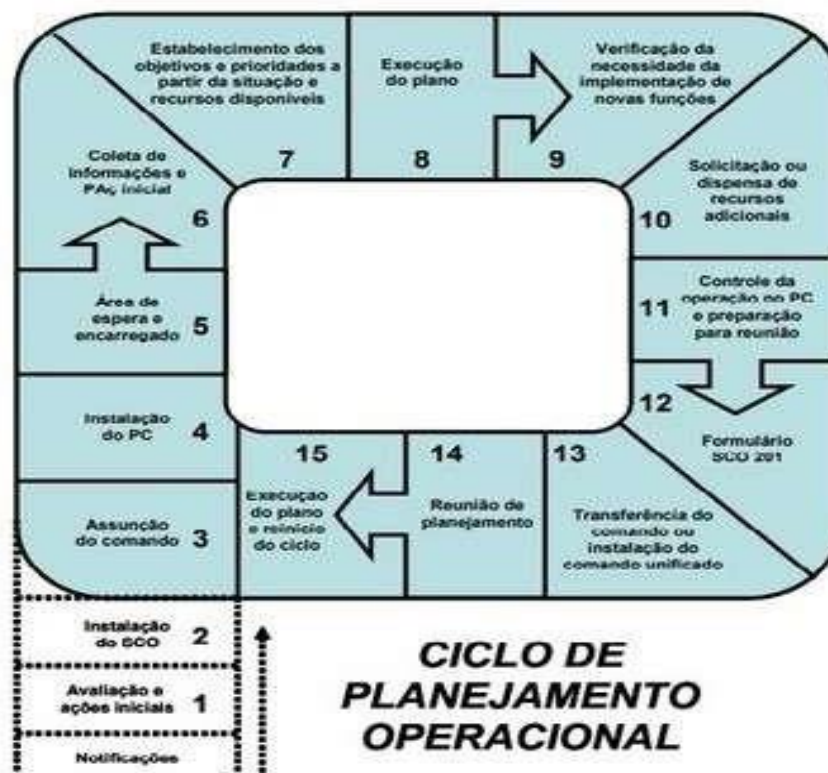 Estabelecimento dos
objetivos e prioridades a
partir da situação e
recursos disponíveis
7
Execução
do plano
8
Verificação da
necessidade da
implementação de
novas funções
9
Coleta de
informações e
PAç inicial
6
Solicitação ou
dispensa de
recursos
adicionais
10
Área de
espera e
encarregado
5
Controle da
operação no PC
e preparação
para reunião
11
Instalação
do PC
4
12
Formulário
SCO 201
Assunção
do comando
3
15
Execução
do plano
e reinício
do ciclo
14
Reunião de
planejamento
13
Transferência do
comando ou
instalação do
comando unificado
Instalação
do SCO
2
Avaliação e
ações iniciais
1
Notificações
CICLO DE
PLANEJAMENTO
OPERACIONAL